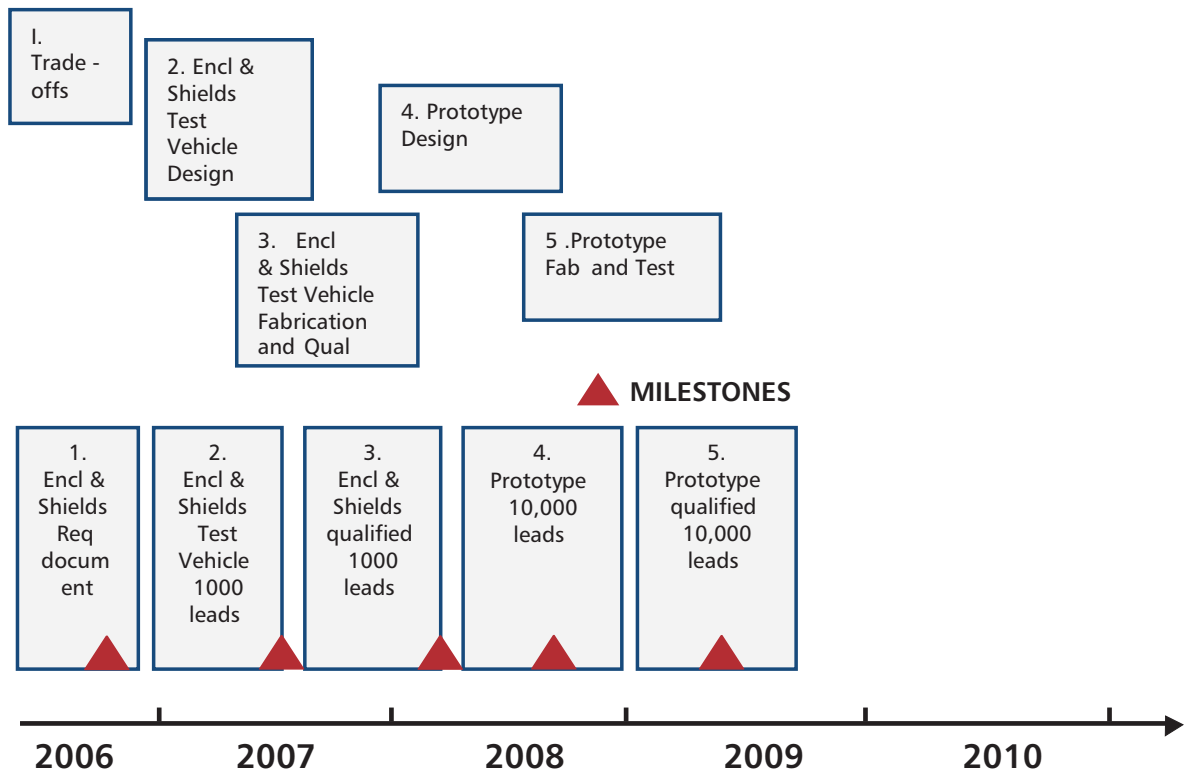 I.
Trade -
offs
2. Encl &
Shields
Test
Vehicle
Design
4. Prototype
Design
3. Encl
& Shields
Test Vehicle
Fabrication
and Qual
5 .Prototype
Fab and Test
MILESTONES
1.
Encl &
Shields
Req
docum
ent
2.
Encl &
Shields
Test
Vehicle
1000
leads
3.
Encl &
Shields
qualified
1000
leads
4.
Prototype
10,000
leads
5.
Prototype
qualified
10,000
leads
2006 2007 2008 2009 2010